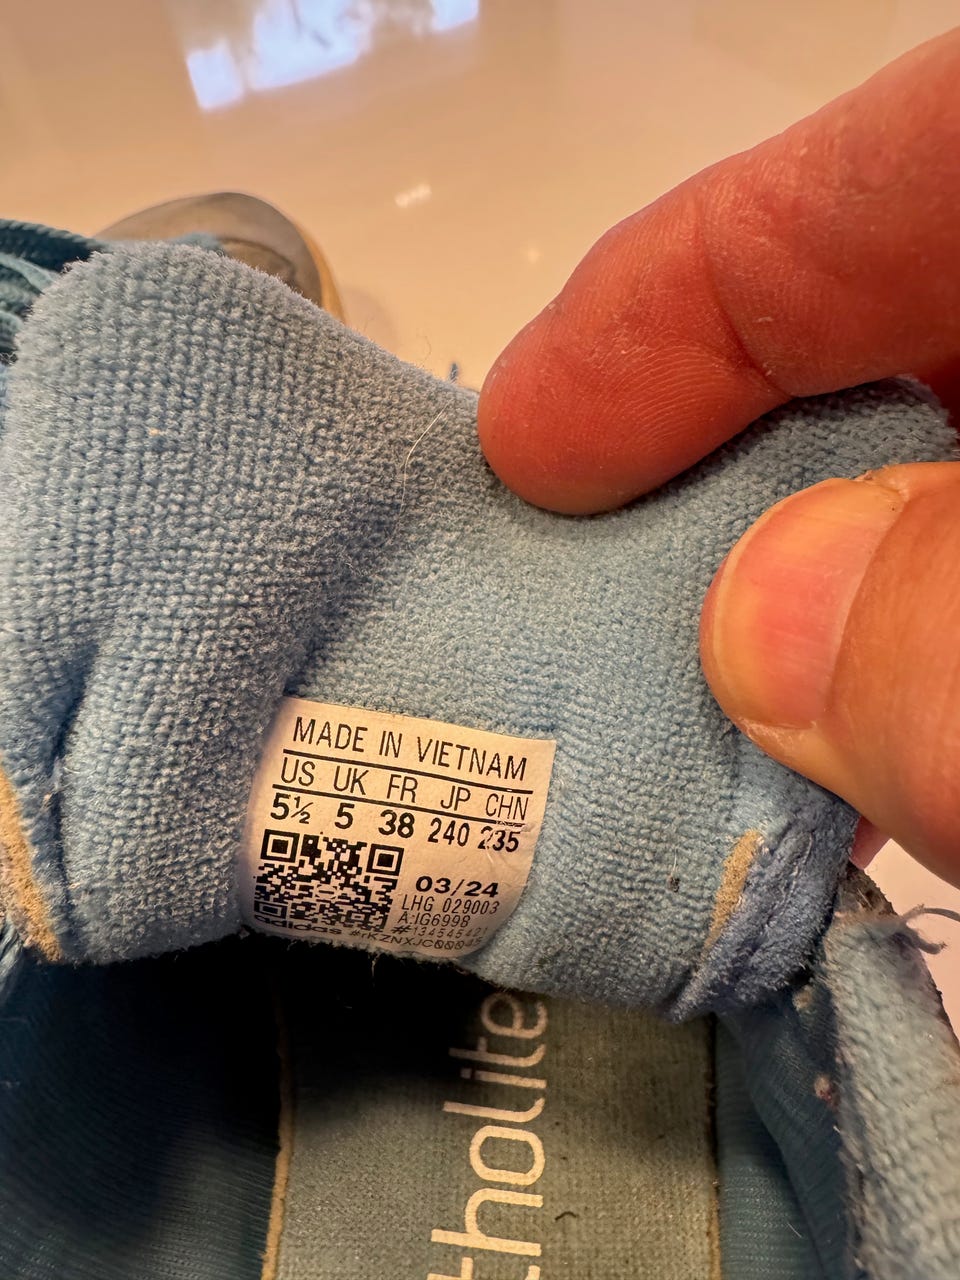 MADE IN VIETNAM
US UK FR JP CHN
5½ 5 38 240 235
03/24
LHG 029003
A:IG6998
adidas
tholite